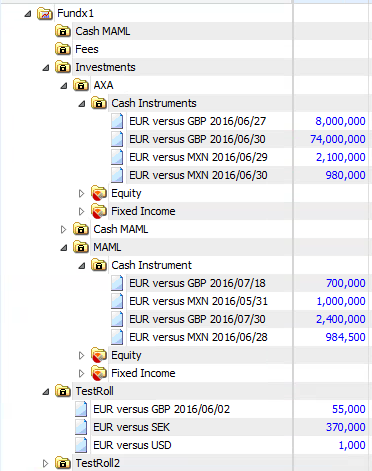 Fundx1
Cash MAML
Fees
Investments
AXA
Cash Instruments
EUR versus GBP 2016/06/27 8,000,000
EUR versus GBP 2016/06/30 74,000,000
EUR versus MXN 2016/06/29 2,100,000
EUR versus MXN 2016/06/30 980,000
Equity
Fixed Income
Cash MAML
MAML
Cash Instrument
EUR versus GBP 2016/07/18 700,000
EUR versus MXN 2016/05/31 1,000,000
EUR versus GBP 2016/07/30 2,400,000
EUR versus MXN 2016/06/28 984,500
Equity
Fixed Income
TestRoll
EUR versus GBP 2016/06/02 55,000
EUR versus SEK 370,000
EUR versus USD 1,000
TestRoll2